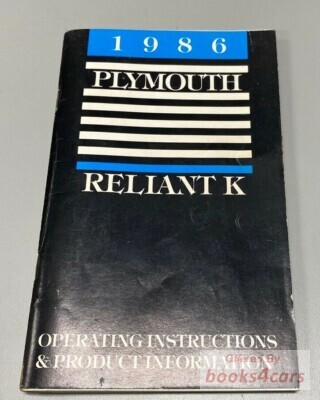 1986
PLYMOUTH
RELIANT K
OPERATING INSTRUCTIONS
& PRODUCT INFORMATION
books4cars